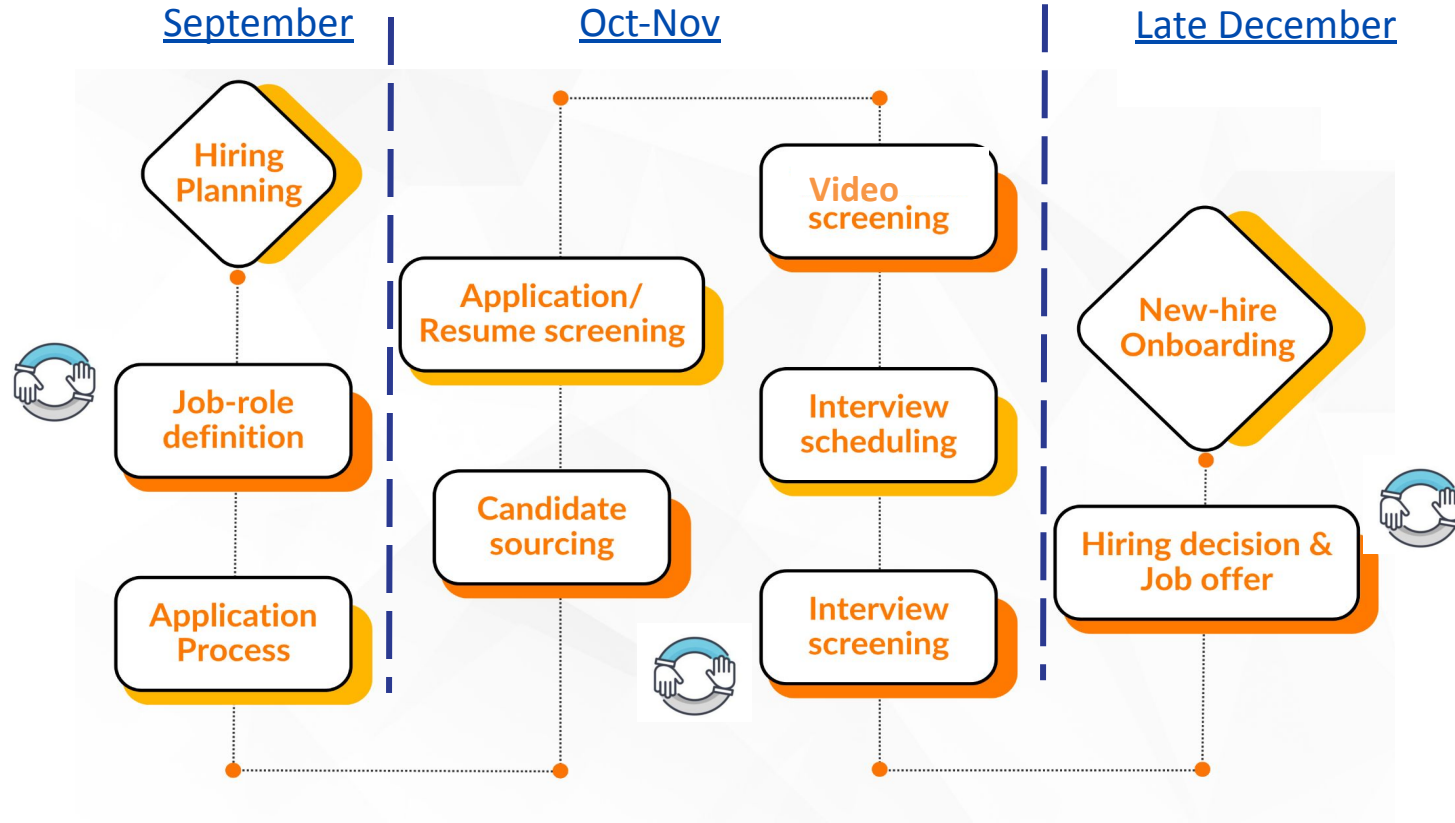 September
Oct-Nov
Late December
Hiring
Planning
Job-role
definition
Application
Process
Application/
Resume screening
Candidate
sourcing
Video
screening
Interview
scheduling
Interview
screening
New-hire
Onboarding
Hiring decision &
Job offer